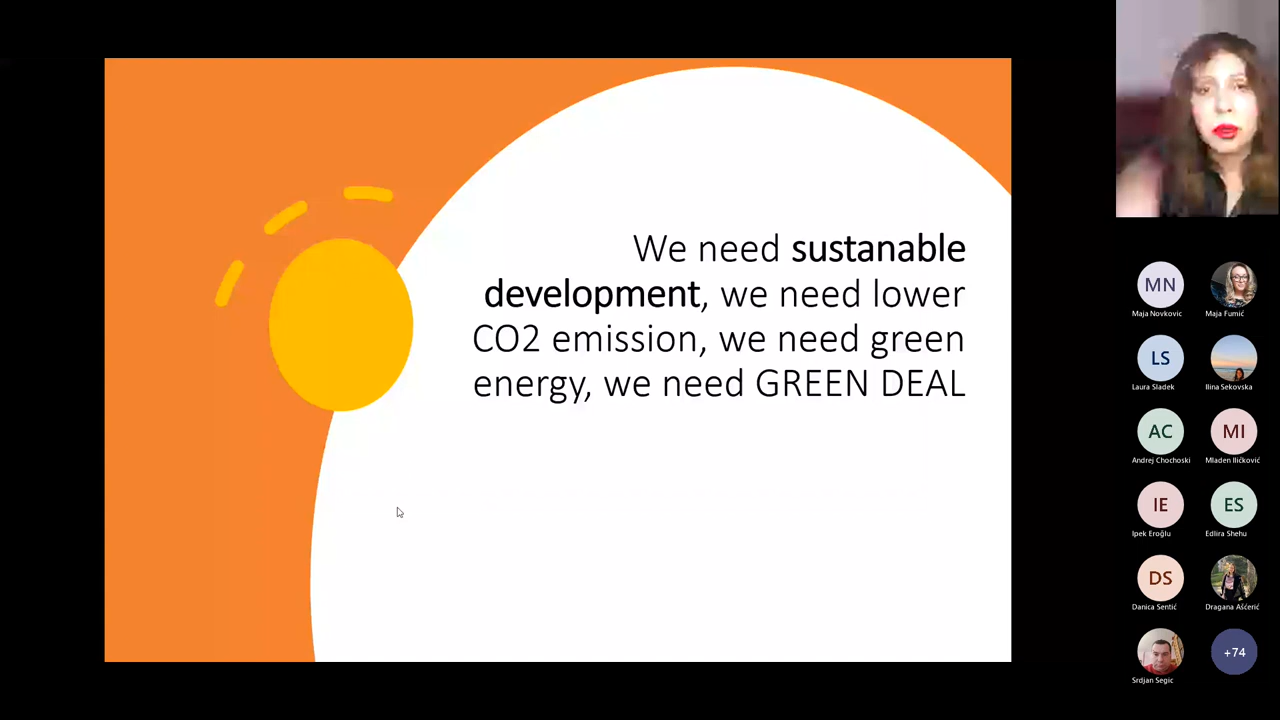 We need sustanable
development, we need lower
CO2 emission, we need green
energy, we need GREEN DEAL
MN
Maja Novkovic
Maja Fumić
LS
Laura Sladek
Ilina Sekovska
AC
Andrej Chochoski
MI
Mladen Iličković
IE
Ipek Eroğlu
ES
Edlira Shehu
DS
Danica Sentić
Dragana Ašćerić
Srdjan Segic
+74